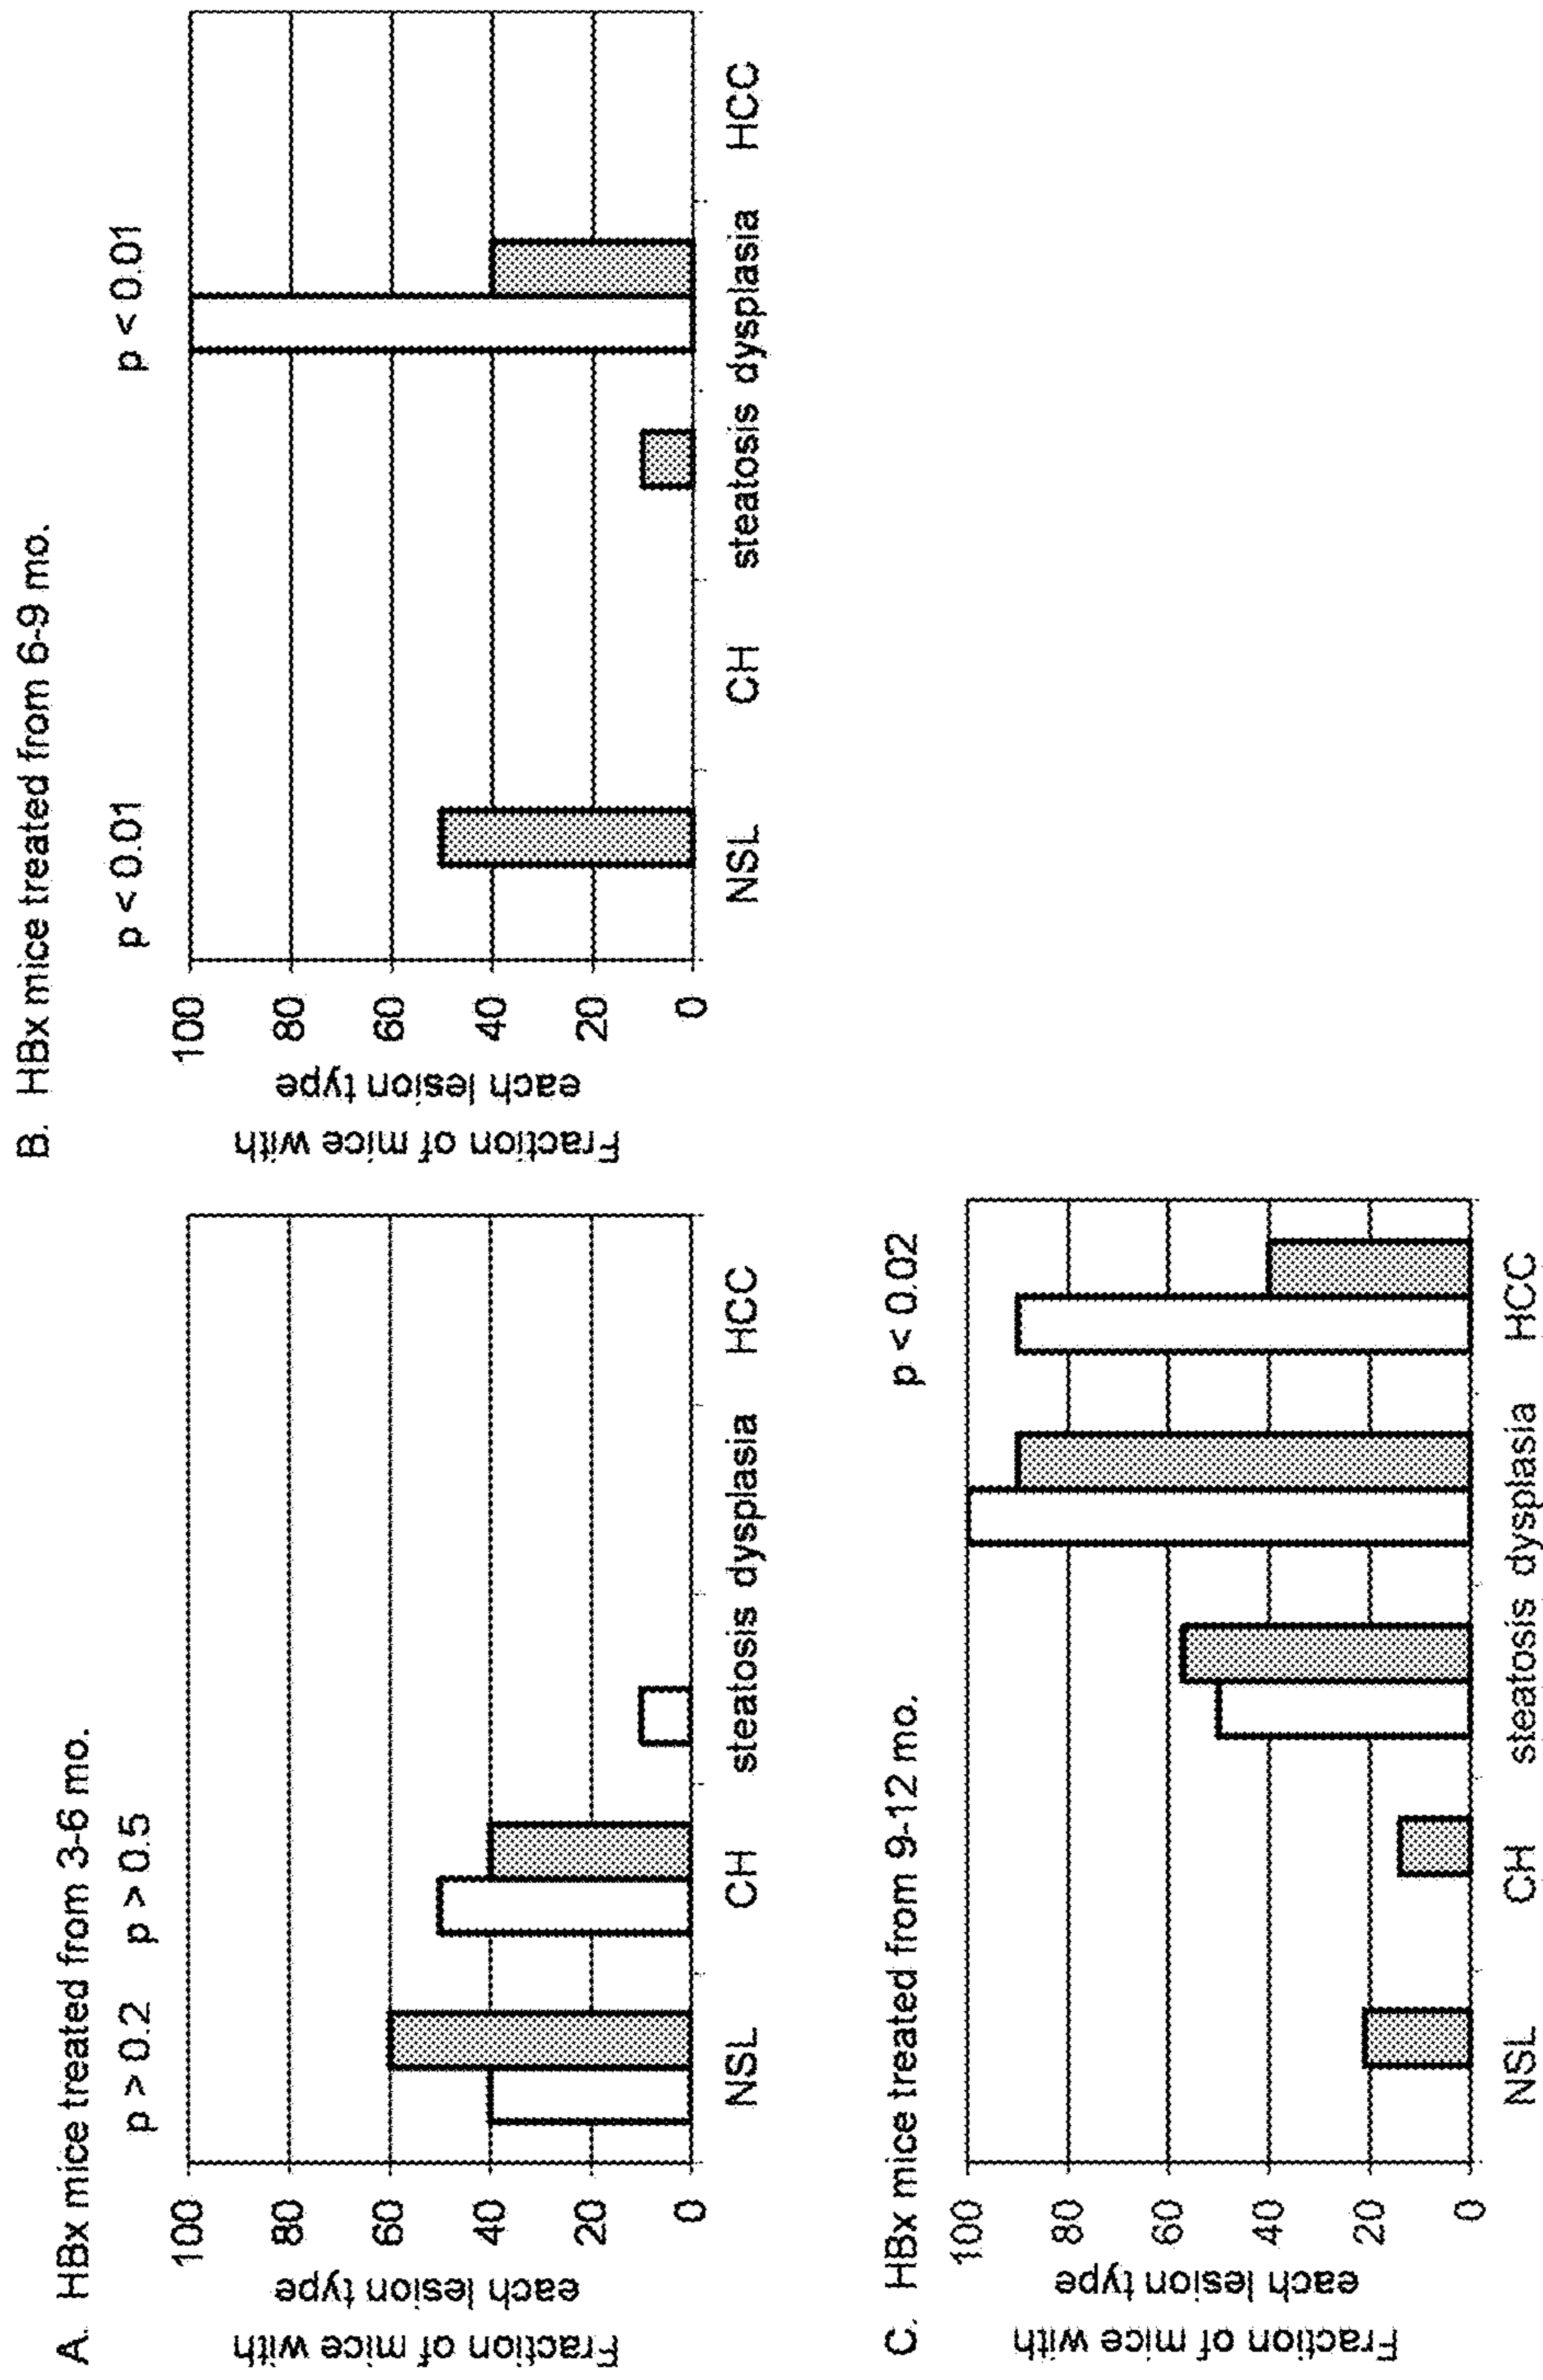 A. HBx mice treated from 3-6 mo.
p > 0.2 p > 0.5
Fraction of mice with
each lesion type
100
80
60
40
20
0
NSL CH steatosis dysplasia HCC
B. HBx mice treated from 6-9 mo.
p < 0.01 p < 0.01
Fraction of mice with
each lesion type
100
80
60
40
20
0
NSL CH steatosis dysplasia HCC
C. HBx mice treated from 9-12 mo.
p < 0.02
Fraction of mice with
each lesion type
100
80
60
40
20
0
NSL CH steatosis dysplasia HCC